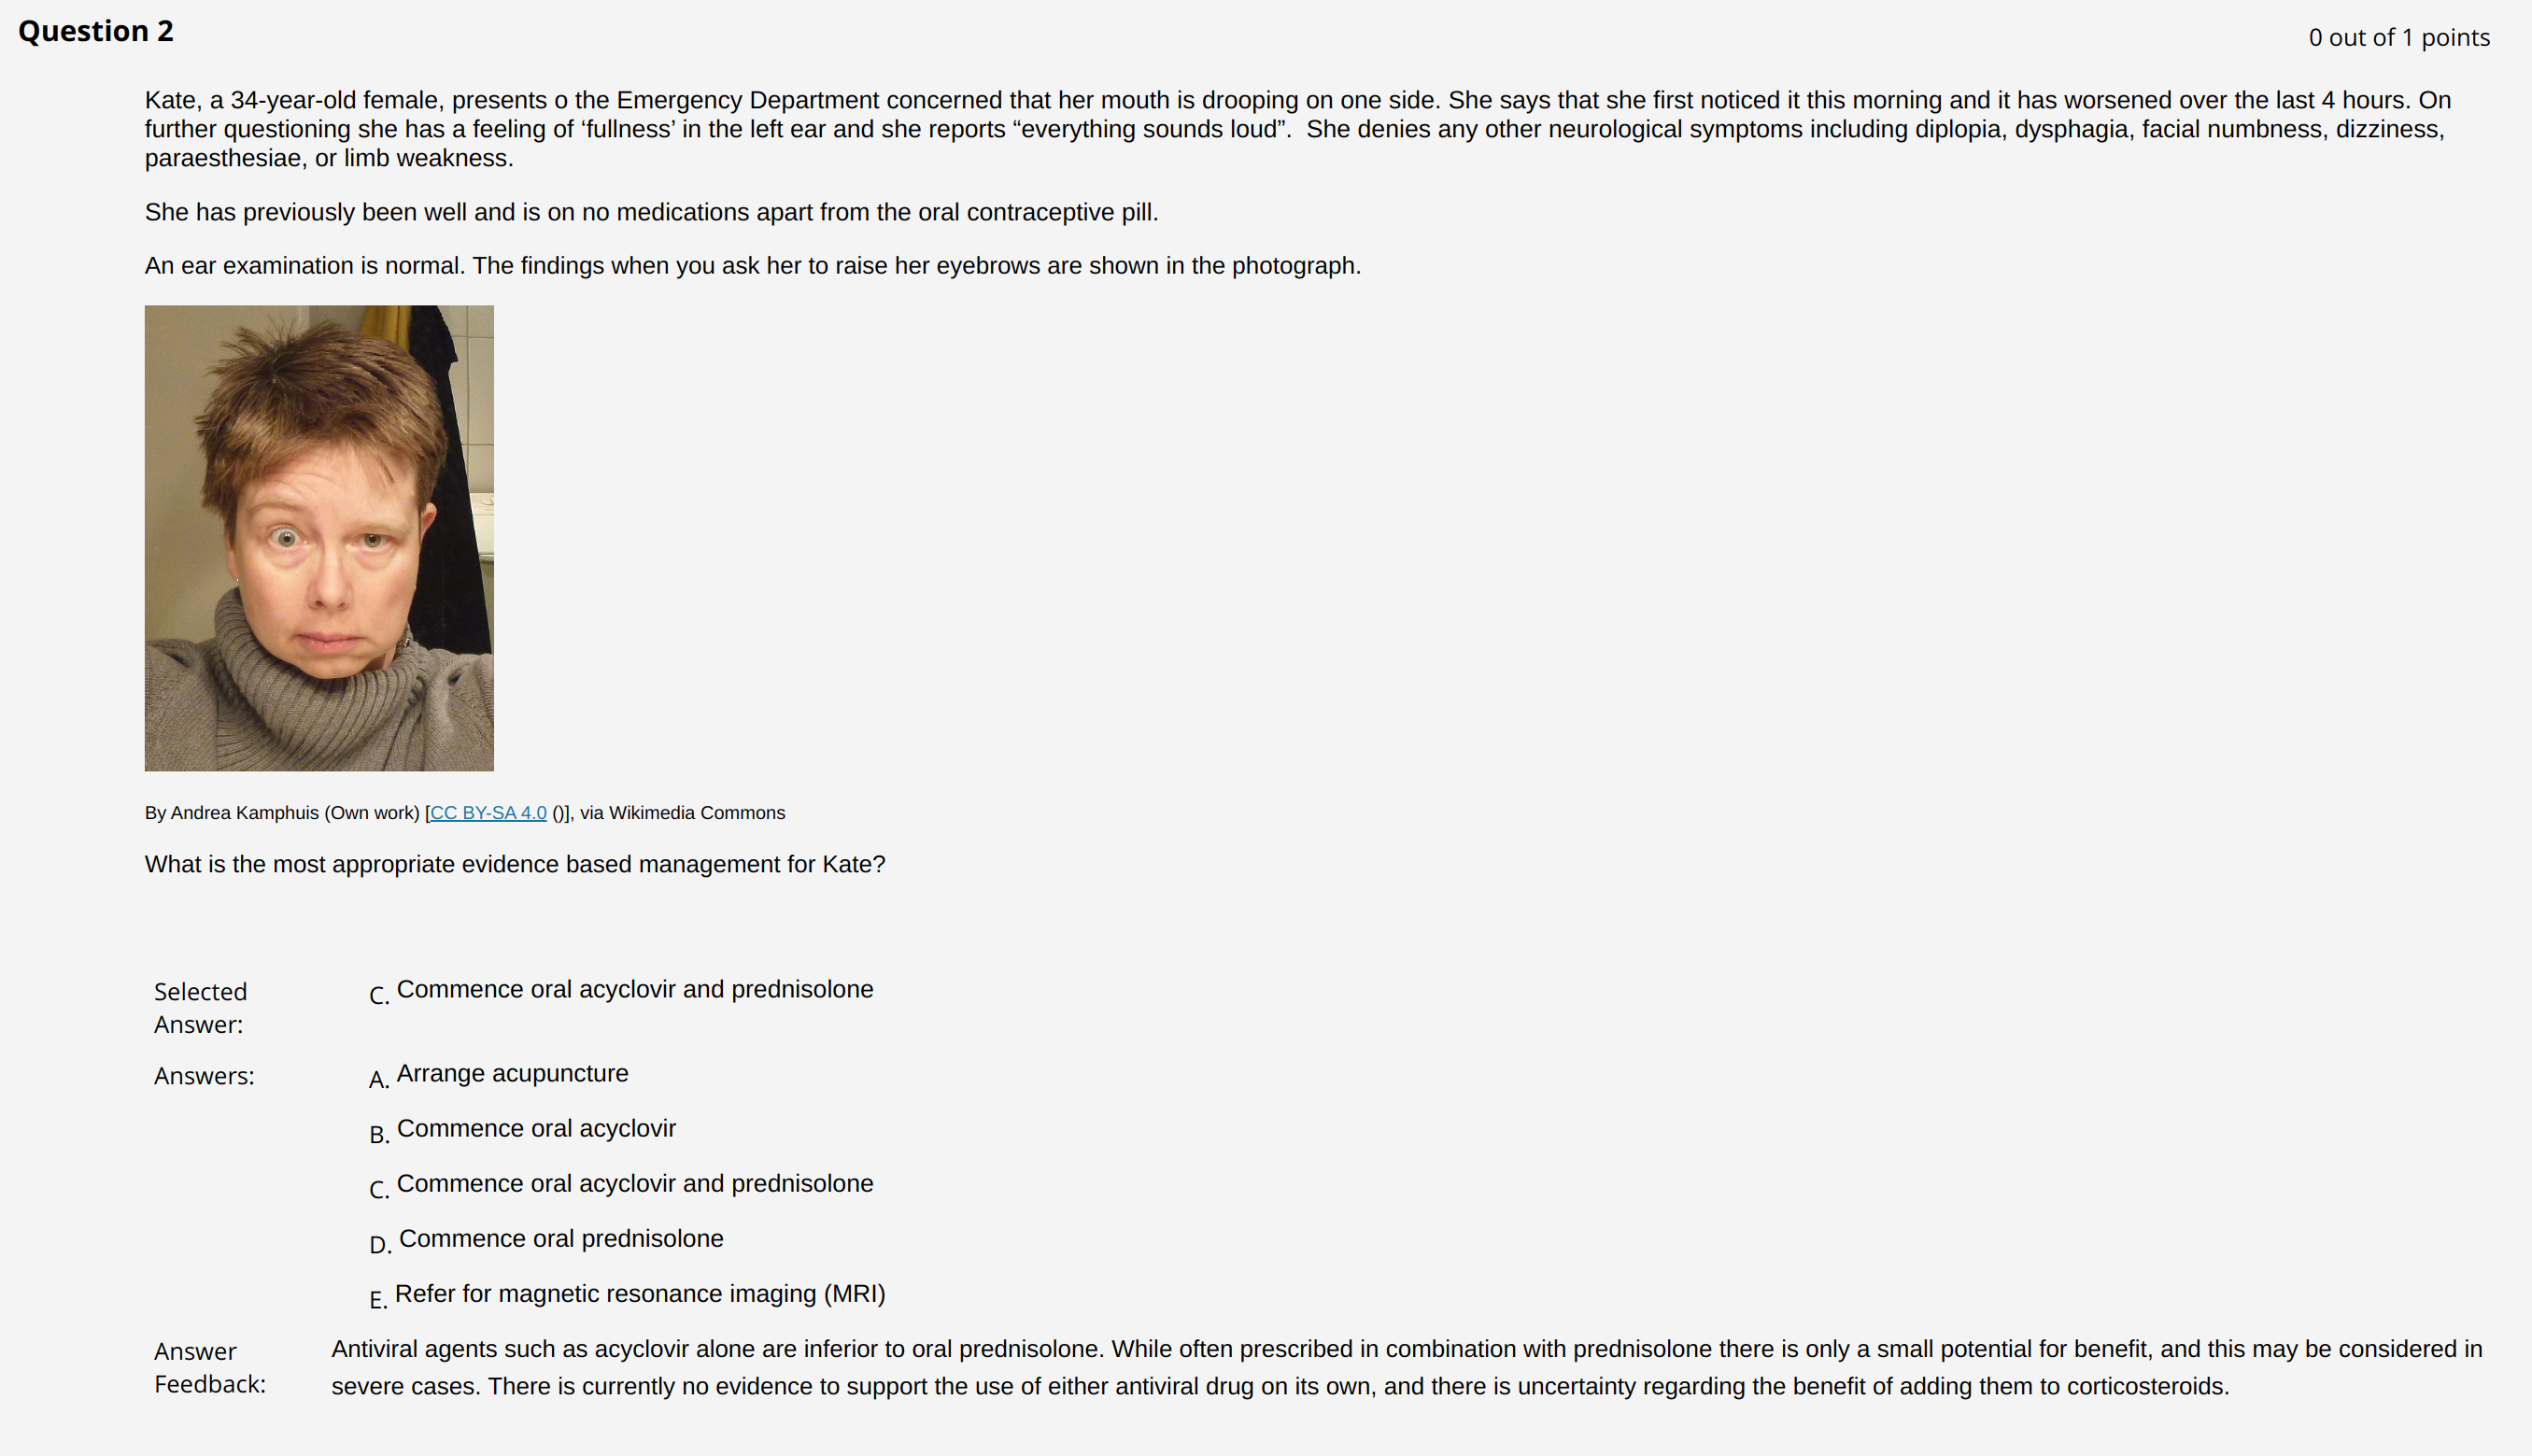 Question 2
0 out of 1 points
Kate, a 34-year-old female, presents o the Emergency Department concerned that her mouth is drooping on one side. She says that she first noticed it this morning and it has worsened over the last 4 hours. On
further questioning she has a feeling of ‘fullness’ in the left ear and she reports “everything sounds loud”.  She denies any other neurological symptoms including diplopia, dysphagia, facial numbness, dizziness,
paraesthesiae, or limb weakness.
She has previously been well and is on no medications apart from the oral contraceptive pill.
An ear examination is normal. The findings when you ask her to raise her eyebrows are shown in the photograph.
By Andrea Kamphuis (Own work) [CC BY-SA 4.0 ()], via Wikimedia Commons
What is the most appropriate evidence based management for Kate?
Selected
Answer:
C. Commence oral acyclovir and prednisolone
Answers:
A. Arrange acupuncture
B. Commence oral acyclovir
C. Commence oral acyclovir and prednisolone
D. Commence oral prednisolone
E. Refer for magnetic resonance imaging (MRI)
Answer
Feedback:
Antiviral agents such as acyclovir alone are inferior to oral prednisolone. While often prescribed in combination with prednisolone there is only a small potential for benefit, and this may be considered in
severe cases. There is currently no evidence to support the use of either antiviral drug on its own, and there is uncertainty regarding the benefit of adding them to corticosteroids.